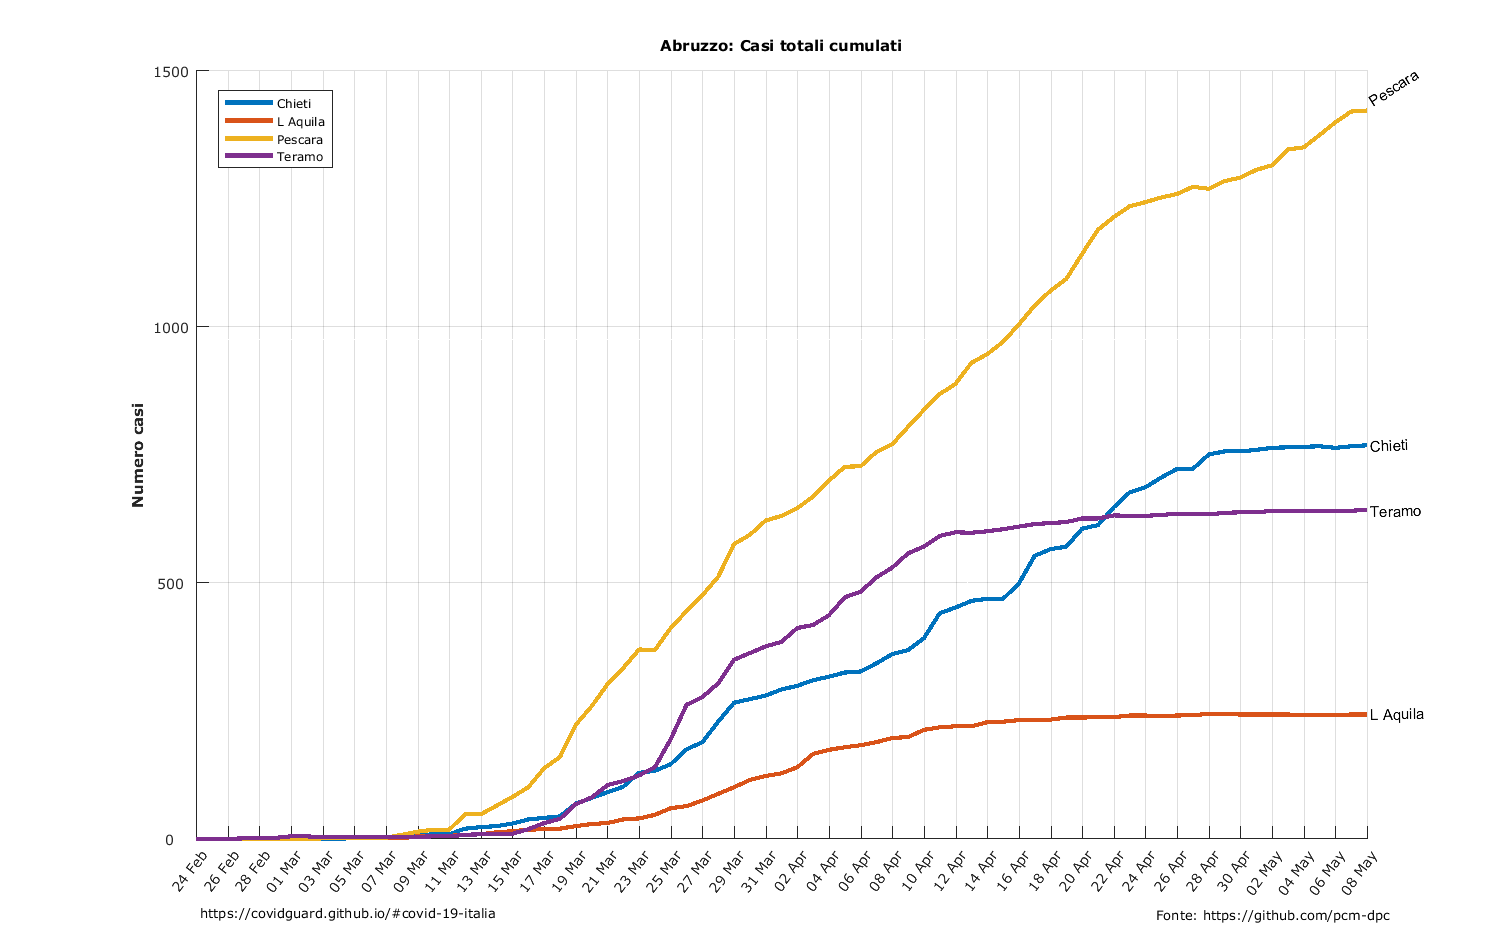 Abruzzo: Casi totali cumulati
1500
1000
500
0
Numero casi
Chieti
L Aquila
Pescara
Teramo
Pescara
Chieti
Teramo
L Aquila
24 Feb
26 Feb
28 Feb
01 Mar
03 Mar
05 Mar
07 Mar
09 Mar
11 Mar
13 Mar
15 Mar
17 Mar
19 Mar
21 Mar
23 Mar
25 Mar
27 Mar
29 Mar
31 Mar
02 Apr
04 Apr
06 Apr
08 Apr
10 Apr
12 Apr
14 Apr
16 Apr
18 Apr
20 Apr
22 Apr
24 Apr
26 Apr
28 Apr
30 Apr
02 May
04 May
06 May
08 May
https://covidguard.github.io/#covid-19-italia
Fonte: https://github.com/pcm-dpc